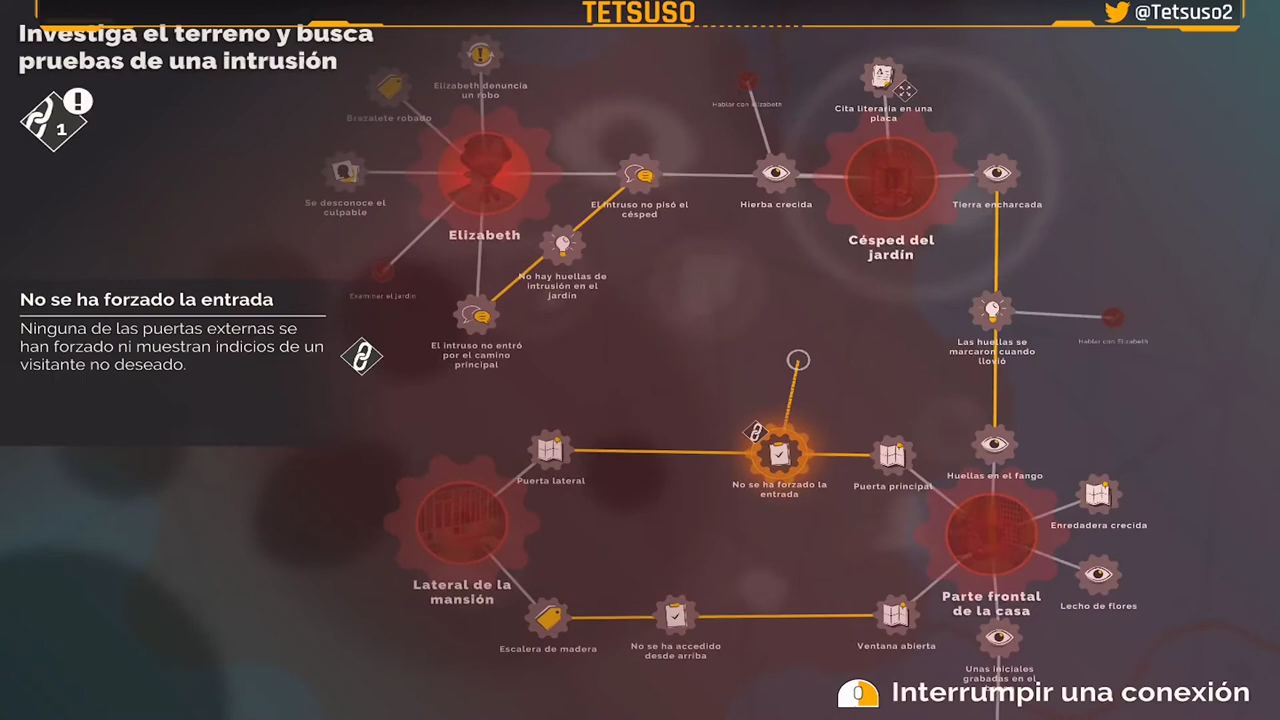 TETSUSO
@Tetsuso2
Investiga el terreno y busca
pruebas de una intrusión
1
No se ha forzado la entrada
Ninguna de las puertas externas se
han forzado ni muestran indicios de un
visitante no deseado.
Elizabeth denuncia
un robo
Brazalete robado
Se desconoce el
culpable
Elizabeth
Examinar el jardín
El intruso no entró
por el camino
principal
No hay huellas de
intrusión en el
jardín
El intruso no pisó el
césped
Hablar con Elizabeth
Hierba crecida
Cita literaria en una
placa
Césped del
jardín
Tierra encharcada
Las huellas se
marcaron cuando
llovió
Hablar con Elizabeth
Puerta lateral
No se ha forzado la
entrada
Puerta principal
Huellas en el fango
Enredadera crecida
Lateral de la
mansión
Parte frontal
de la casa
Lecho de flores
Escalera de madera
No se ha accedido
desde arriba
Ventana abierta
Unas iniciales
grabadas en el
Interrumpir una conexión